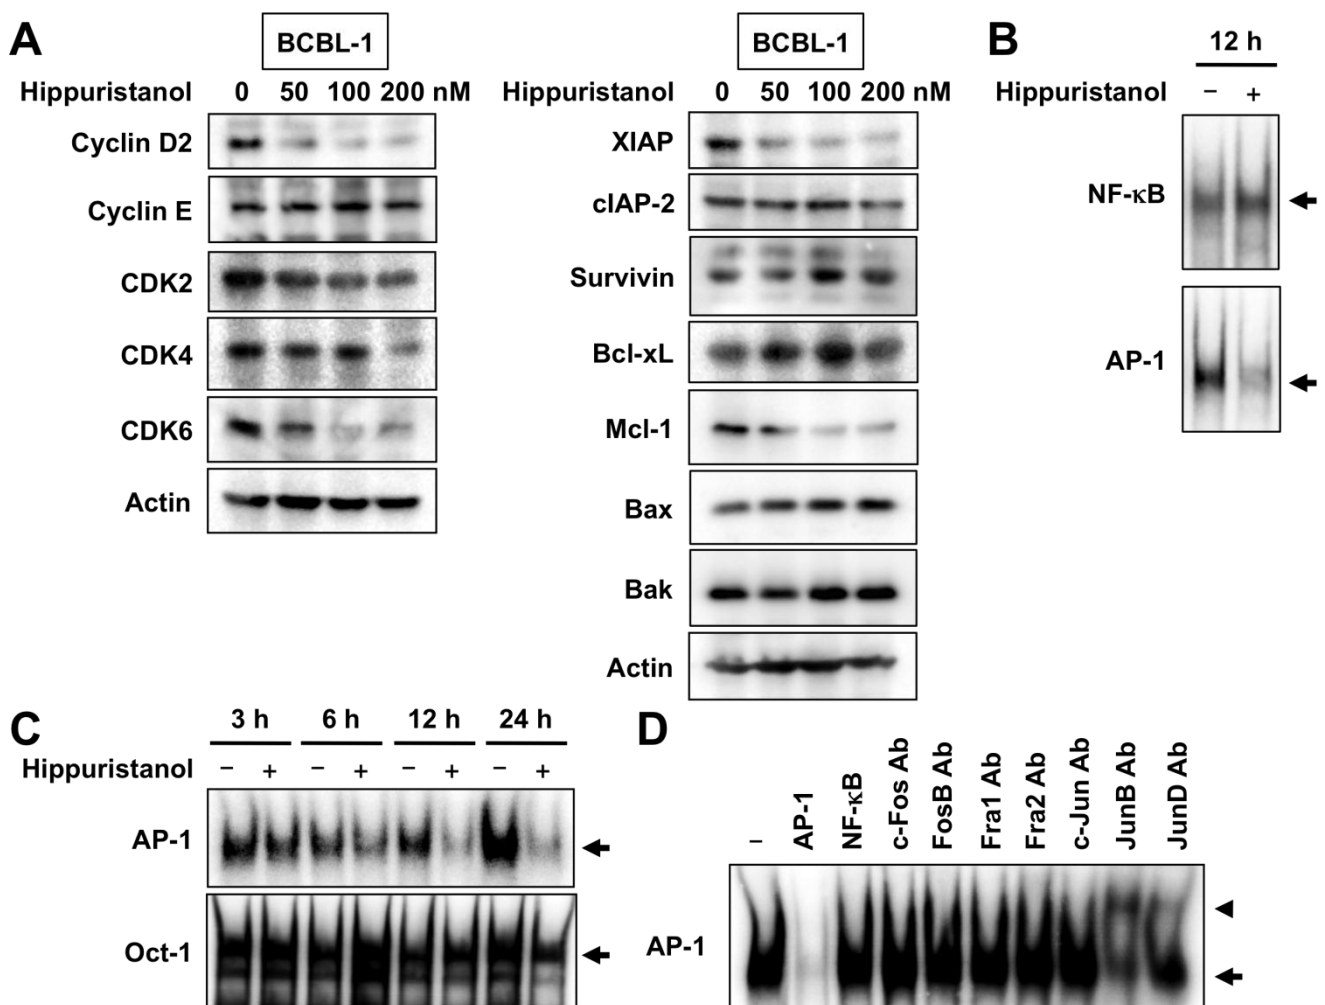 A
BCBL-1
Hippuristanol 0 50 100 200 nM
Cyclin D2
Cyclin E
CDK2
CDK4
CDK6
Actin
BCBL-1
Hippuristanol 0 50 100 200 nM
XIAP
cIAP-2
Survivin
Bcl-xL
Mcl-1
Bax
Bak
Actin
B
12 h
Hippuristanol − +
NF-κB
AP-1
C
3 h 6 h 12 h 24 h
Hippuristanol − + − + − + − +
AP-1
Oct-1
D
− AP-1 NF-κB c-Fos Ab FosB Ab Fra1 Ab Fra2 Ab c-Jun Ab JunB Ab JunD Ab
AP-1